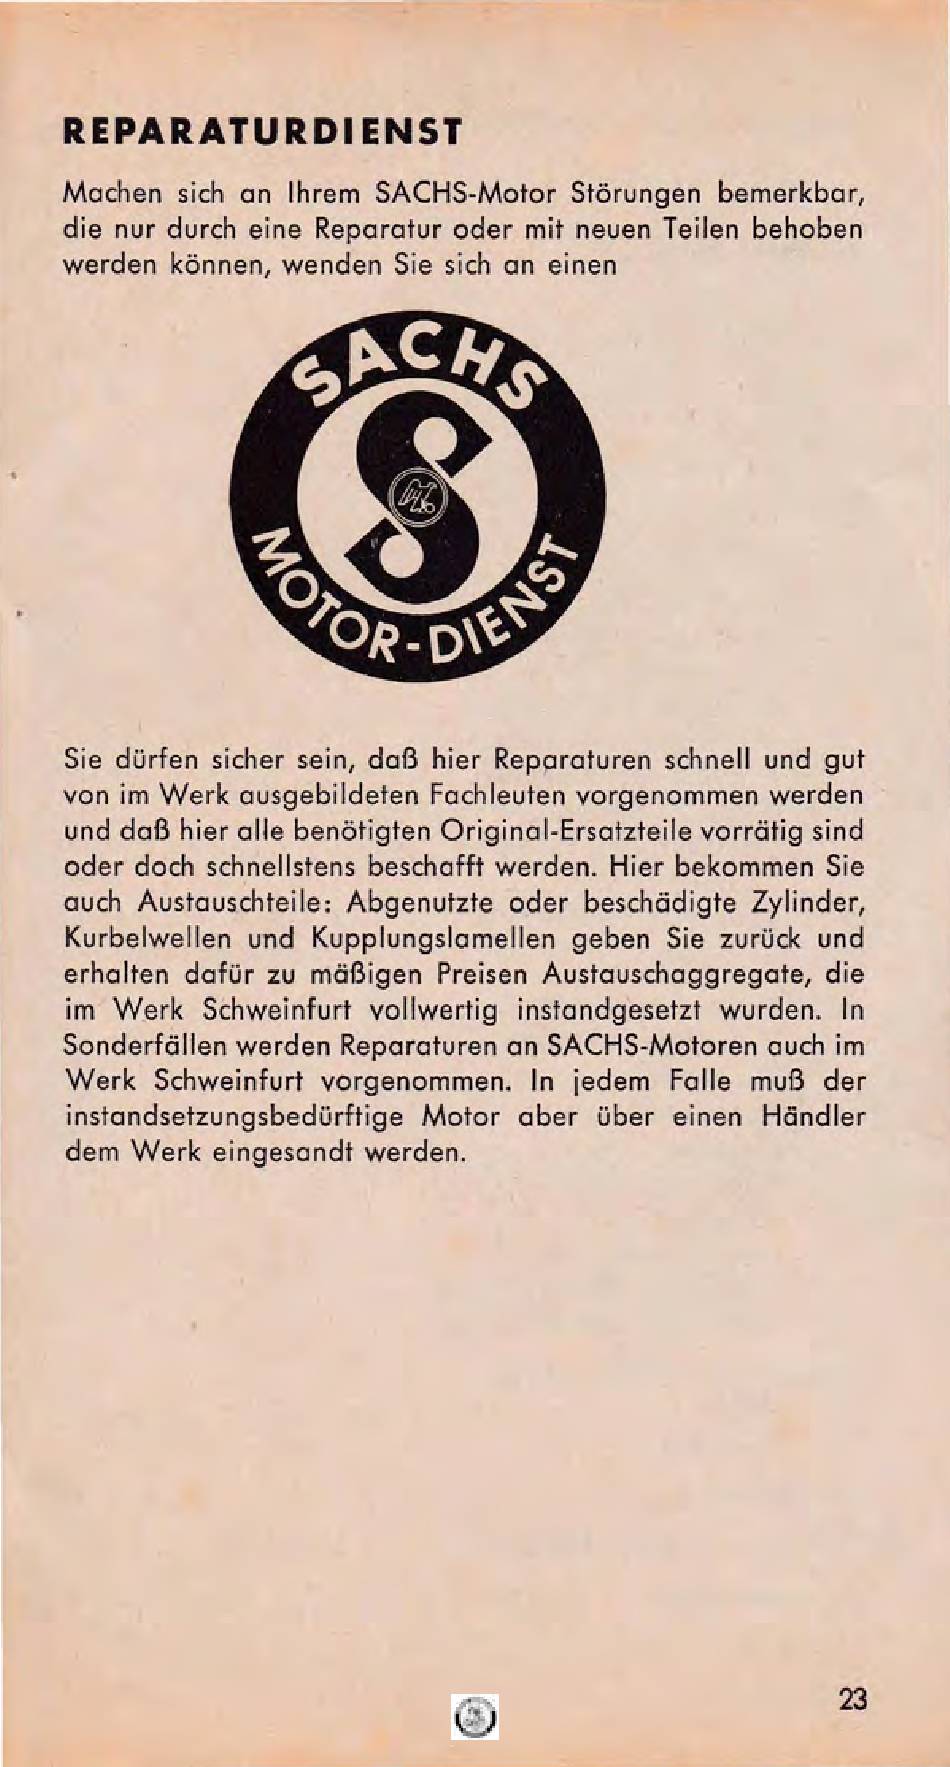 REPARATURDIENST
Machen sich an Ihrem SACHS-Motor Störungen bemerkbar,
die nur durch eine Reparatur oder mit neuen Teilen behoben
werden können, wenden Sie sich an einen
SACHS
MOTOR-DIENST
Sie dürfen sicher sein, daß hier Reparaturen schnell und gut
von im Werk ausgebildeten Fachleuten vorgenommen werden
und daß hier alle benötigten Original-Ersatzteile vorrätig sind
oder doch schnellstens beschafft werden. Hier bekommen Sie
auch Austauschteile: Abgenutzte oder beschädigte Zylinder,
Kurbelwellen und Kupplungslamellen geben Sie zurück und
erhalten dafür zu mäßigen Preisen Austauschaggregate, die
im Werk Schweinfurt vollwertig instandgesetzt wurden. In
Sonderfällen werden Reparaturen an SACHS-Motoren auch im
Werk Schweinfurt vorgenommen. In jedem Falle muß der
instandsetzungsbedürftige Motor aber über einen Händler
dem Werk eingesandt werden.
23